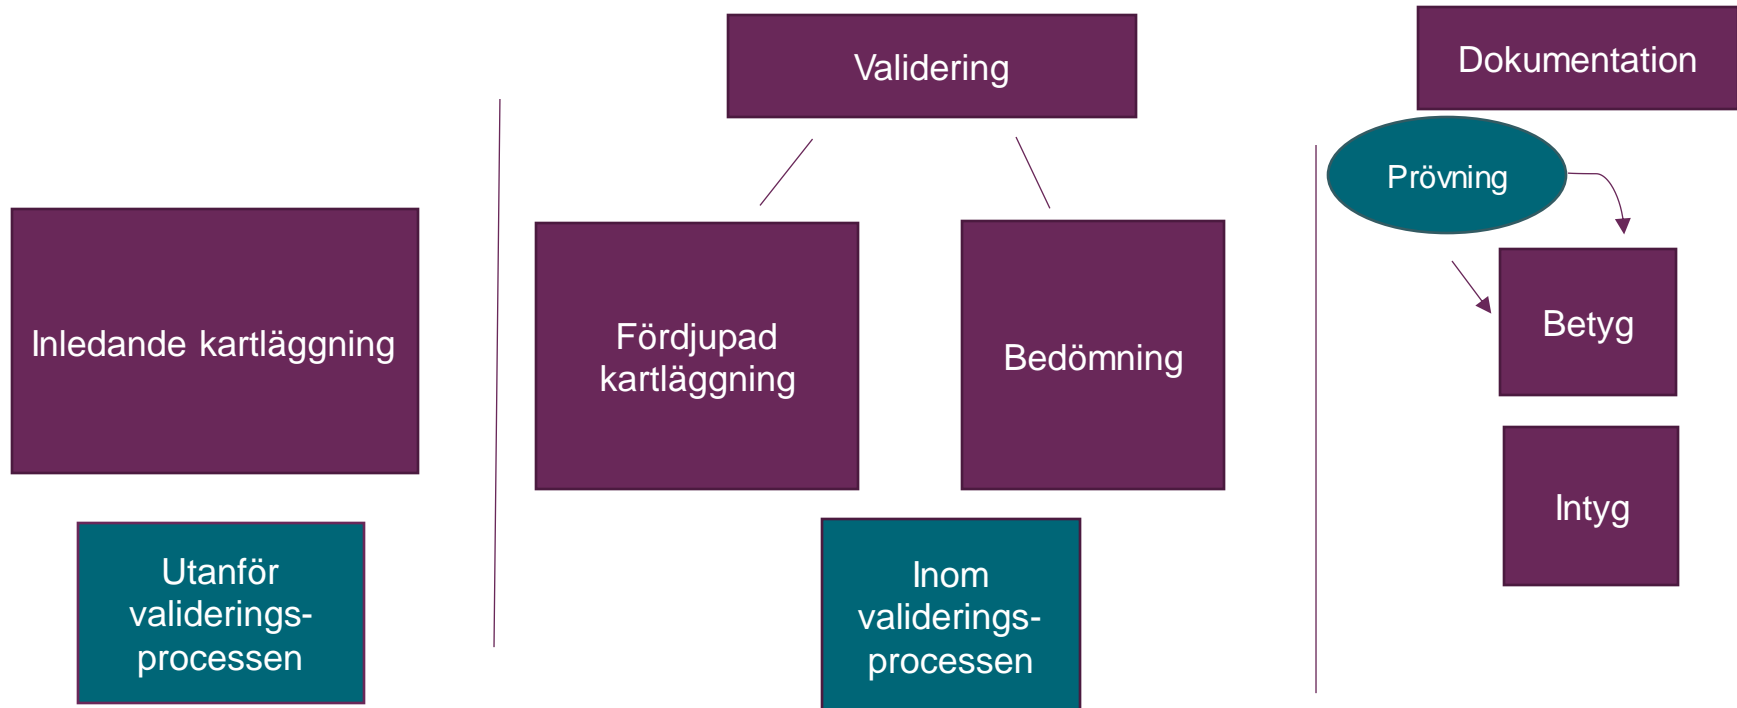 Inledande kartläggning
Utanför
validerings-
processen
Validering
Fördjupad
kartläggning
Bedömning
Inom
validerings-
processen
Dokumentation
Prövning
Betyg
Intyg